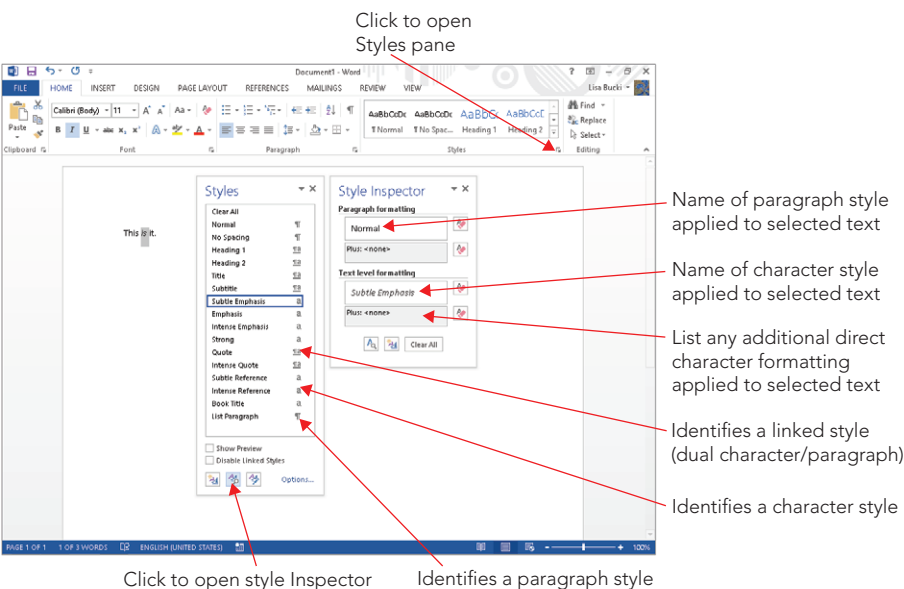 Click to open
Styles pane
Document1 - Word
FILE HOME INSERT DESIGN PAGE LAYOUT REFERENCES MAILINGS REVIEW VIEW Lisa Bucki
Calibri (Body) 11 Aa
Paste
B I U abc x₂ x² A A
AaBbCcDc AaBbCcDc AaBbCc AaBbCcC
¶ Normal ¶ No Spac... Heading 1 Heading 2
Find
Replace
Select
Clipboard Font Paragraph Styles Editing
This is it.
Styles
Clear All
Normal ¶
No Spacing ¶
Heading 1 ¶a
Heading 2 ¶a
Title ¶a
Subtitle ¶a
Subtle Emphasis a
Emphasis a
Intense Emphasis a
Strong a
Quote ¶a
Intense Quote ¶a
Subtle Reference a
Intense Reference a
Book Title a
List Paragraph ¶
Show Preview
Disable Linked Styles
Options...
Style Inspector
Paragraph formatting
Normal
Plus: <none>
Text level formatting
Subtle Emphasis
Plus: <none>
Clear All
Name of paragraph style
applied to selected text
Name of character style
applied to selected text
List any additional direct
character formatting
applied to selected text
Identifies a linked style
(dual character/paragraph)
Identifies a character style
PAGE 1 OF 1 1 OF 3 WORDS ENGLISH (UNITED STATES) 100%
Click to open style Inspector
Identifies a paragraph style